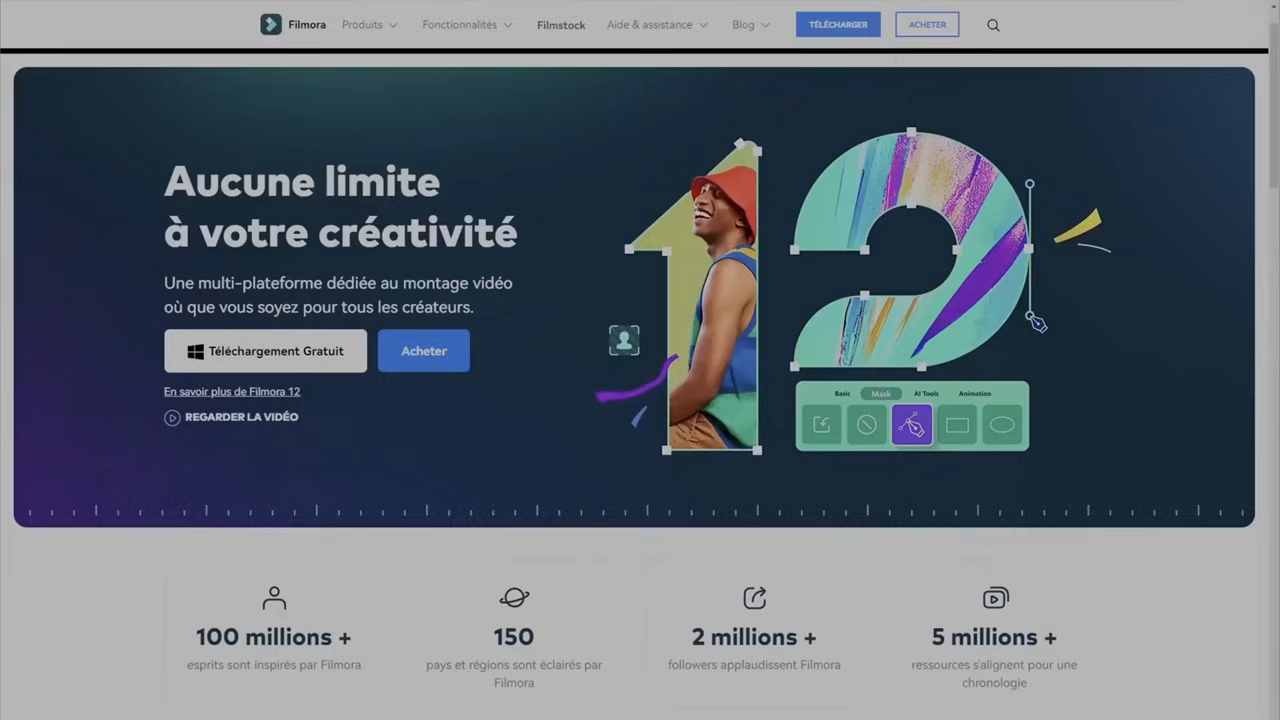 Filmora
Produits
Fonctionnalités
Filmstock
Aide & assistance
Blog
TÉLÉCHARGER
ACHETER
Aucune limite
à votre créativité
Une multi-plateforme dédiée au montage vidéo
où que vous soyez pour tous les créateurs.
Téléchargement Gratuit
Acheter
En savoir plus de Filmora 12
REGARDER LA VIDÉO
12
Basic
Mask
AI Tools
Animation
100 millions +
esprits sont inspirés par Filmora
150
pays et régions sont éclairés par
Filmora
2 millions +
followers applaudissent Filmora
5 millions +
ressources s'alignent pour une
chronologie